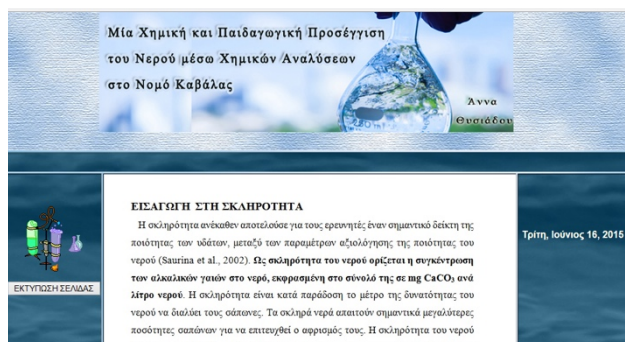 Μία Χημική και Παιδαγωγική Προσέγγιση
του Νερού μέσω Χημικών Αναλύσεων
στο Νομό Καβάλας
Άννα
Θυσιάδου
ΕΚΤΥΠΩΣΗ ΣΕΛΙΔΑΣ
ΕΙΣΑΓΩΓΗ ΣΤΗ ΣΚΛΗΡΟΤΗΤΑ
Η σκληρότητα ανέκαθεν αποτελούσε για τους ερευνητές έναν σημαντικό δείκτη της
ποιότητας των υδάτων, μεταξύ των παραμέτρων αξιολόγησης της ποιότητας του
νερού (Saurina et al., 2002). Ως σκληρότητα του νερού ορίζεται η συγκέντρωση
των αλκαλικών γαιών στο νερό, εκφρασμένη στο σύνολό της σε mg CaCO₃ ανά
λίτρο νερού. Η σκληρότητα είναι κατά παράδοση το μέτρο της δυνατότητας του
νερού να διαλύει τους σάπωνες. Τα σκληρά νερά απαιτούν σημαντικά μεγαλύτερες
ποσότητες σαπώνων για να επιτευχθεί ο αφρισμός τους. Η σκληρότητα του νερού
Τρίτη, Ιούνιος 16, 2015